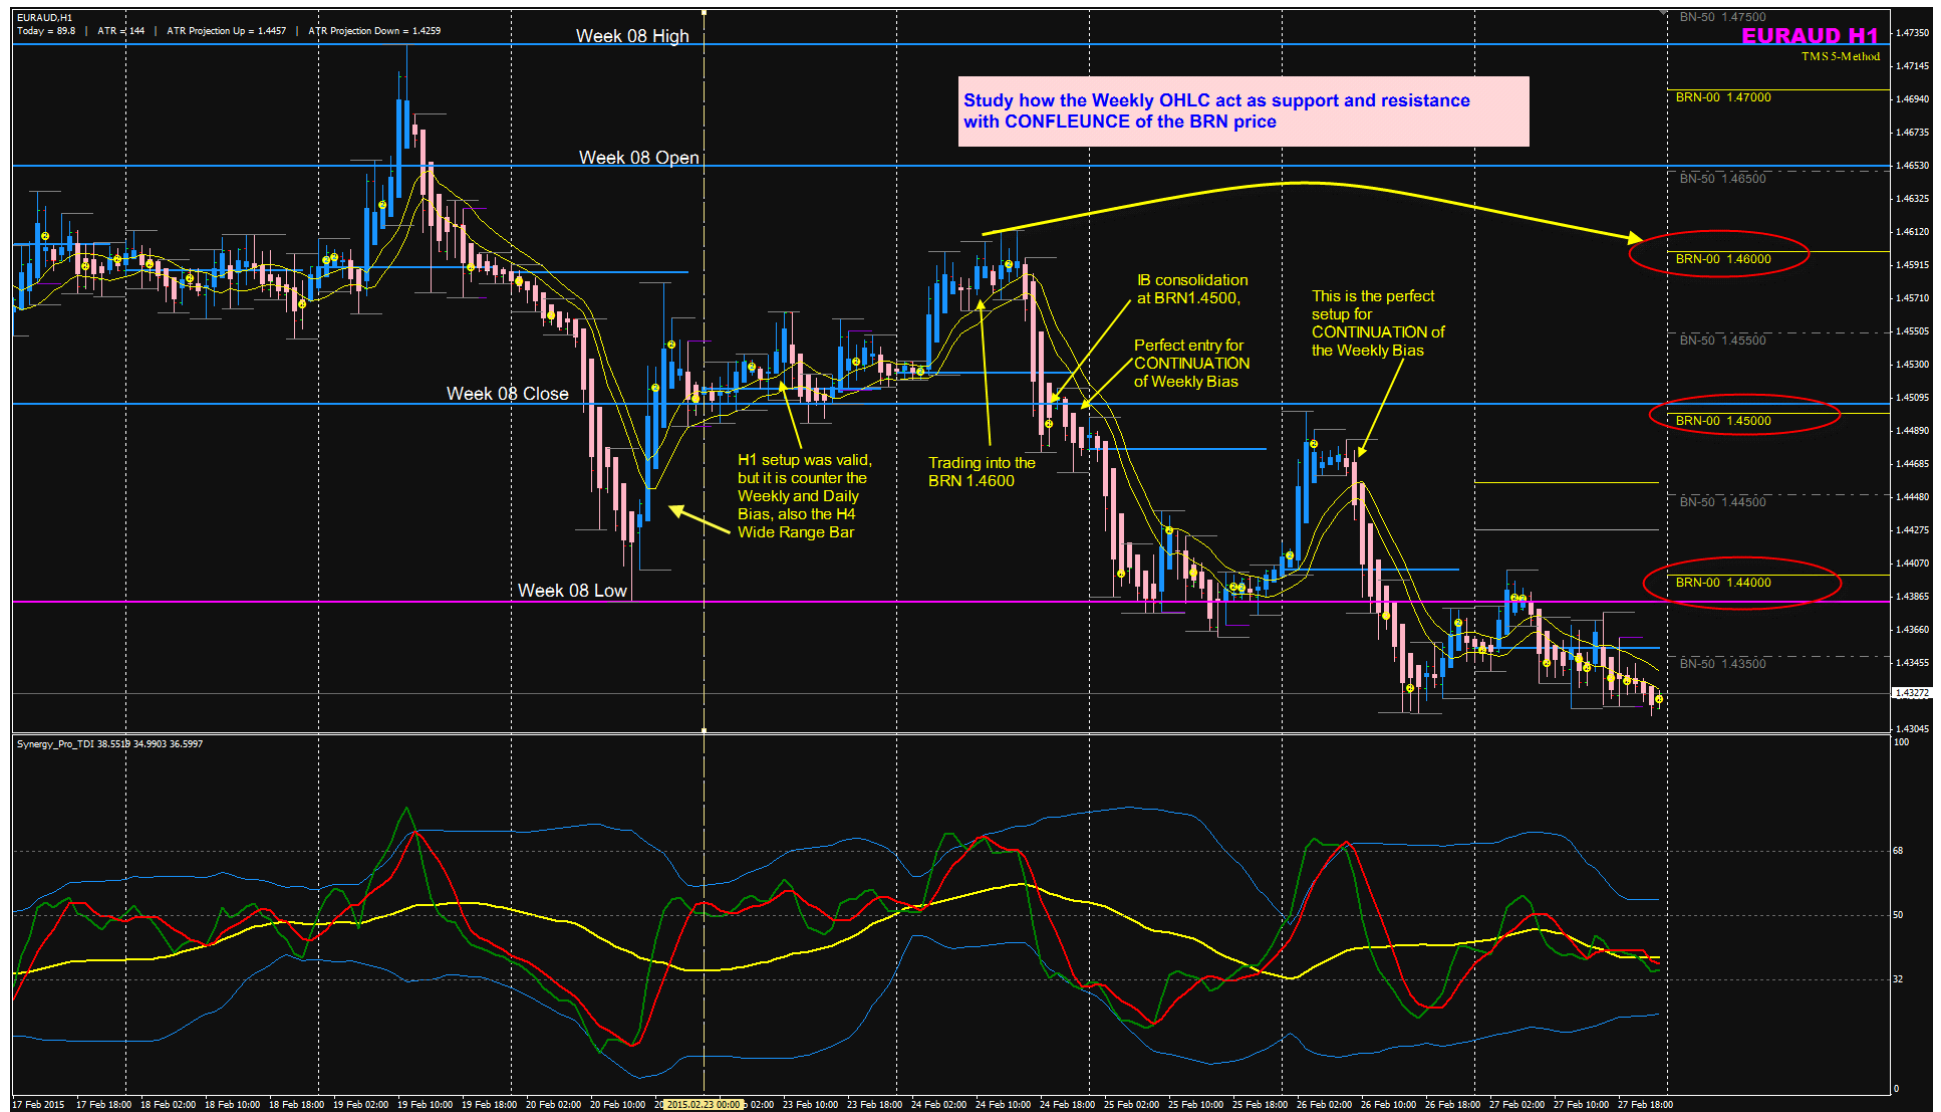 EURAUD,H1
Today = 89.8 | ATR = 144 | ATR Projection Up = 1.4457 | ATR Projection Down = 1.4259
EURAUD H1
TMS 5-Method
Week 08 High
Study how the Weekly OHLC act as support and resistance
with CONFLEUNCE of the BRN price
Week 08 Open
Week 08 Close
Week 08 Low
IB consolidation
at BRN1.4500,
Perfect entry for
CONTINUATION
of Weekly Bias
This is the perfect
setup for
CONTINUATION of
the Weekly Bias
H1 setup was valid,
but it is counter the
Weekly and Daily
Bias, also the H4
Wide Range Bar
Trading into the
BRN 1.4600
BN-50 1.47500
BRN-00 1.47000
BN-50 1.46500
BRN-00 1.46000
BN-50 1.45500
BRN-00 1.45000
BN-50 1.44500
BRN-00 1.44000
BN-50 1.43500
1.47350
1.47145
1.46940
1.46735
1.46530
1.46325
1.46120
1.45915
1.45710
1.45505
1.45300
1.45095
1.44890
1.44685
1.44480
1.44275
1.44070
1.43865
1.43660
1.43455
1.43272
1.43045
Synergy_Pro_TDI 38.5519 34.9903 36.5997
100
68
50
32
0
17 Feb 2015 17 Feb 18:00 18 Feb 02:00 18 Feb 10:00 18 Feb 18:00 19 Feb 02:00 19 Feb 10:00 19 Feb 18:00 20 Feb 02:00 20 Feb 10:00 2015.02.23 00:00 02:00 23 Feb 10:00 23 Feb 18:00 24 Feb 02:00 24 Feb 10:00 24 Feb 18:00 25 Feb 02:00 25 Feb 10:00 25 Feb 18:00 26 Feb 02:00 26 Feb 10:00 26 Feb 18:00 27 Feb 02:00 27 Feb 10:00 27 Feb 18:00